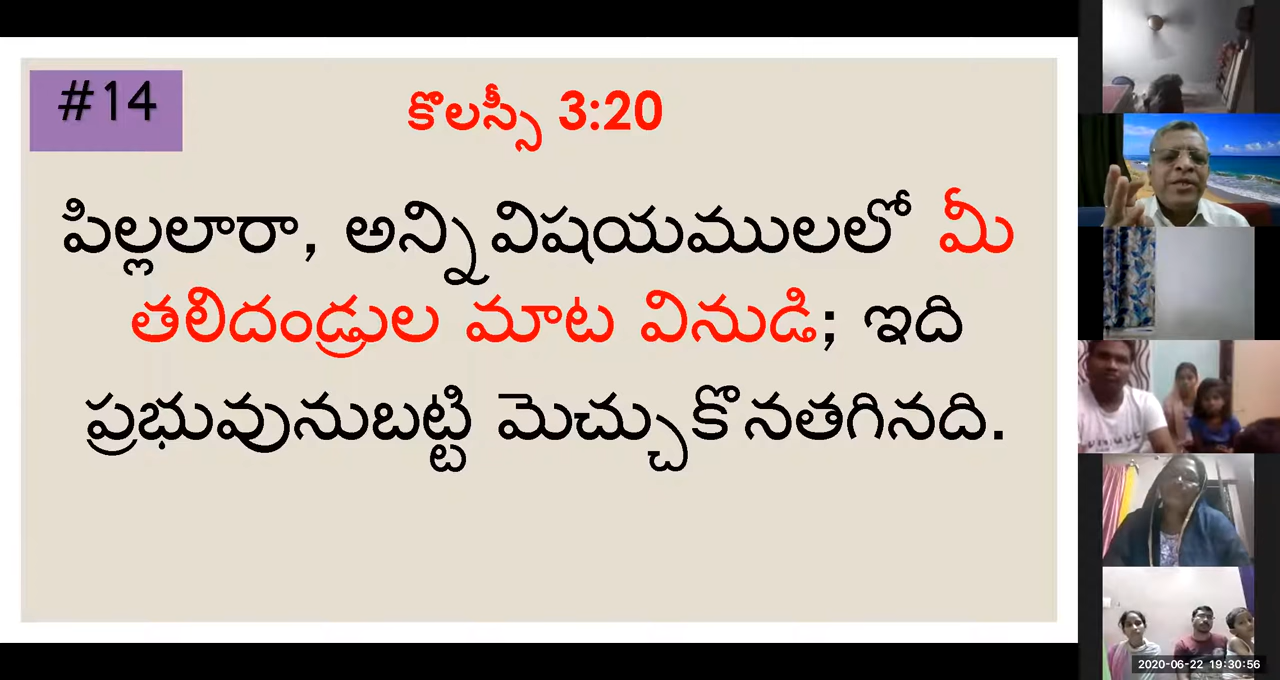 #14
కొలస్సీ 3:20
పిల్లలారా, అన్ని విషయములలో మీ
తలిదండ్రుల మాట వినుడి; ఇది
ప్రభువునుబట్టి మెచ్చుకొనతగినది.
2020-06-22 19:30:56